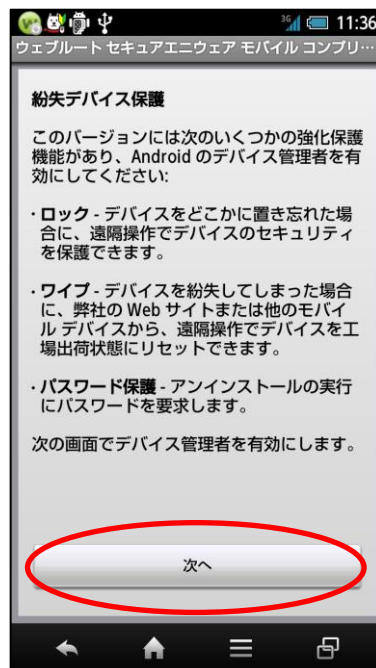 3G 11:36
ウェブルート セキュアエニウェア モバイル コンプリ…
紛失デバイス保護
このバージョンには次のいくつかの強化保護
機能があり、Android のデバイス管理者を有
効にしてください:
・ロック - デバイスをどこかに置き忘れた場
合に、遠隔操作でデバイスのセキュリティ
を保護できます。
・ワイプ - デバイスを紛失してしまった場合
に、弊社の Web サイトまたは他のモバイ
ル デバイスから、遠隔操作でデバイスを工
場出荷状態にリセットできます。
・パスワード保護 - アンインストールの実行
にパスワードを要求します。
次の画面でデバイス管理者を有効にします。
次へ